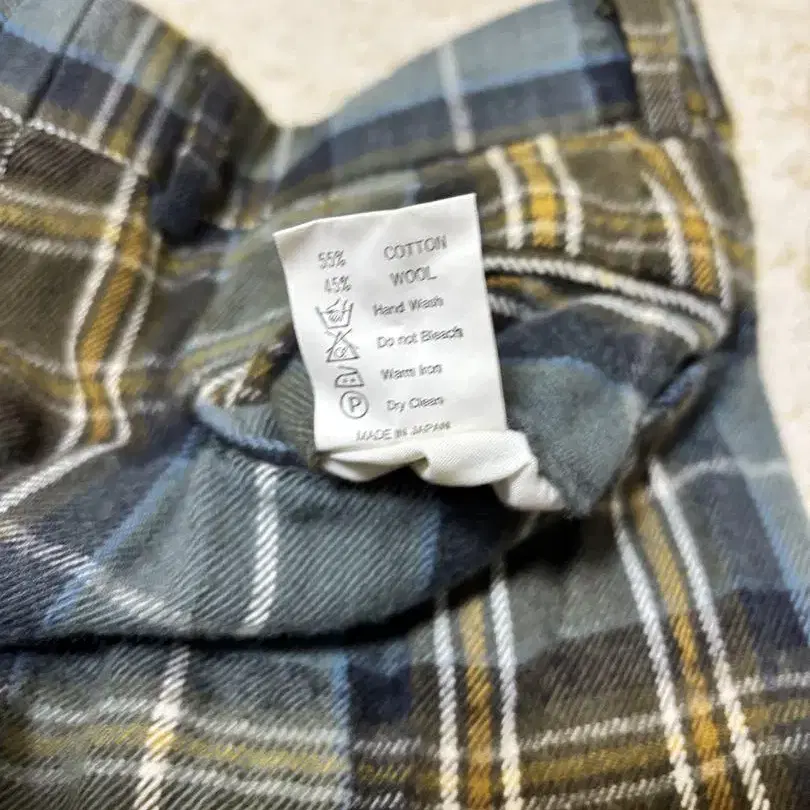 55% COTTON
45% WOOL
Hand Wash
Do not Bleach
Warm Iron
P Dry Clean
MADE IN JAPAN